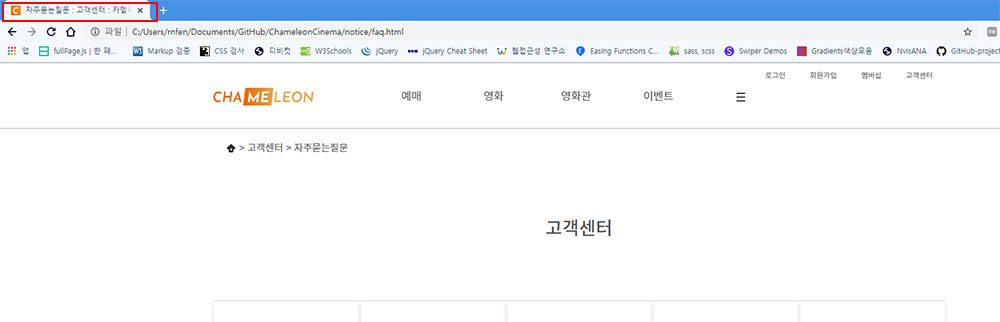 자주묻는질문 : 고객센터 : 카멜
파일 | C:/Users/rnfen/Documents/GitHub/ChameleonCinema/notice/faq.html
앱 fullPage.js | 한 페... Markup 검증 CSS 검사 디비컷 W3Schools jQuery jQuery Cheat Sheet 웹접근성 연구소 Easing Functions C... sass, scss Swiper Demos Gradients색상모음 NvisANA GitHub-project
로그인 회원가입 멤버십 고객센터
CHAMELEON 예매 영화 영화관 이벤트
> 고객센터 > 자주묻는질문
고객센터